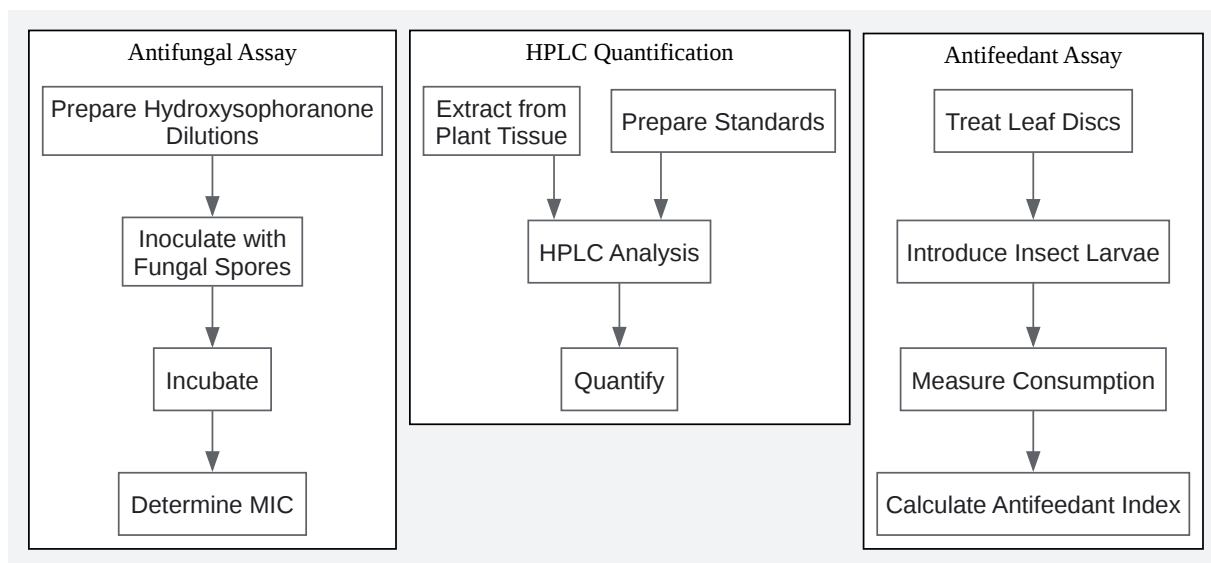 Antifungal Assay
Prepare Hydroxysophoranone
Dilutions
Inoculate with
Fungal Spores
Incubate
Determine MIC
HPLC Quantification
Extract from
Plant Tissue
Prepare Standards
HPLC Analysis
Quantify
Antifeedant Assay
Treat Leaf Discs
Introduce Insect Larvae
Measure Consumption
Calculate Antifeedant Index